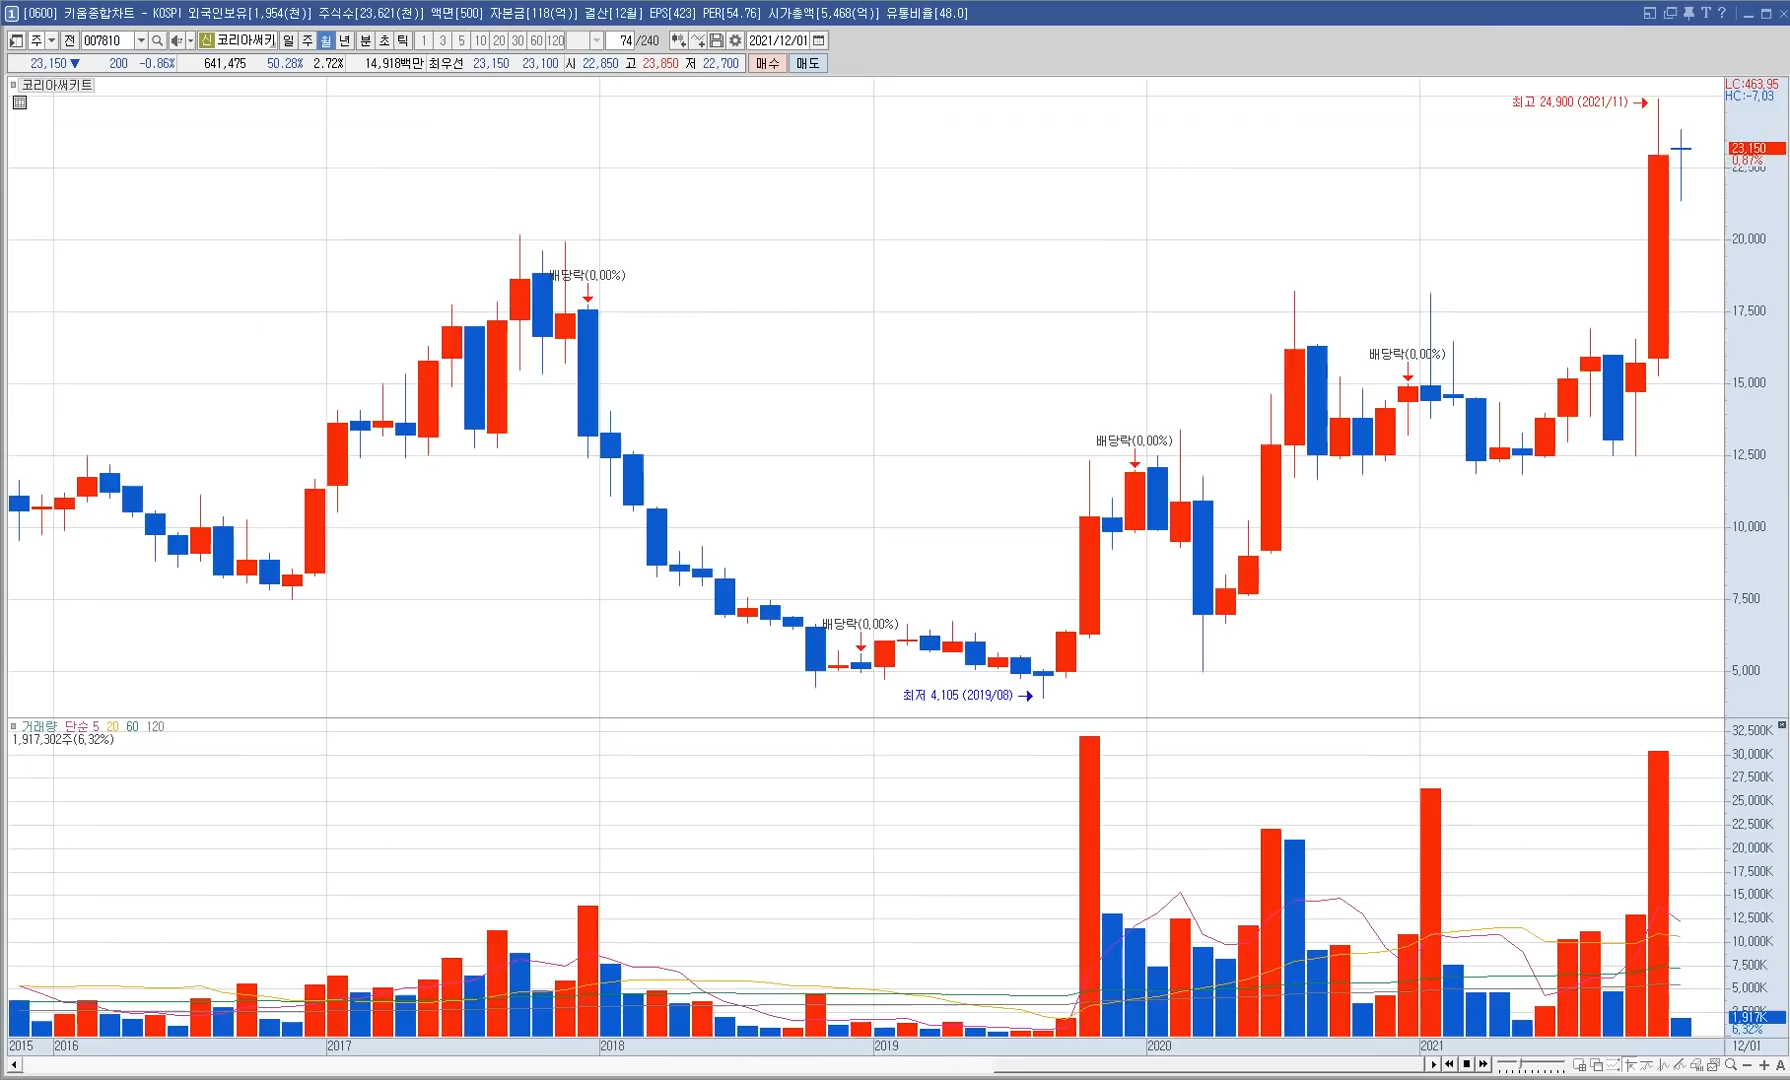 1 [0600] 키움종합차트 - KOSPI 외국인보유[1,954(천)] 주식수[23,621(천)] 액면[500] 자본금[118(억)] 결산[12월] EPS[423] PER[54.76] 시가총액[5,468(억)] 유통비율[48.0]
주 전 007810 신 코리아써키 일 주 월 년 분 초 틱 1 3 5 10 20 30 60 120 74 /240 2021/12/01
23,150 ▼ 200 -0.86% 641,475 50.28% 2.72% 14,918백만 최우선 23,150 23,100 시 22,850 고 23,850 저 22,700 매수 매도
코리아써키트
LC:463.95
HC:-7.03
최고 24,900 (2021/11) →
23,150
0.87%
22,500
20,000
배당락(0.00%)
17,500
배당락(0.00%)
15,000
배당락(0.00%)
12,500
10,000
7,500
배당락(0.00%)
5,000
최저 4,105 (2019/08) →
거래량 단순 5 20 60 120
1,917,302주(6.32%)
32,500K
30,000K
27,500K
25,000K
22,500K
20,000K
17,500K
15,000K
12,500K
10,000K
7,500K
5,000K
1,917K
6.32%
2015 2016 2017 2018 2019 2020 2021 12/01